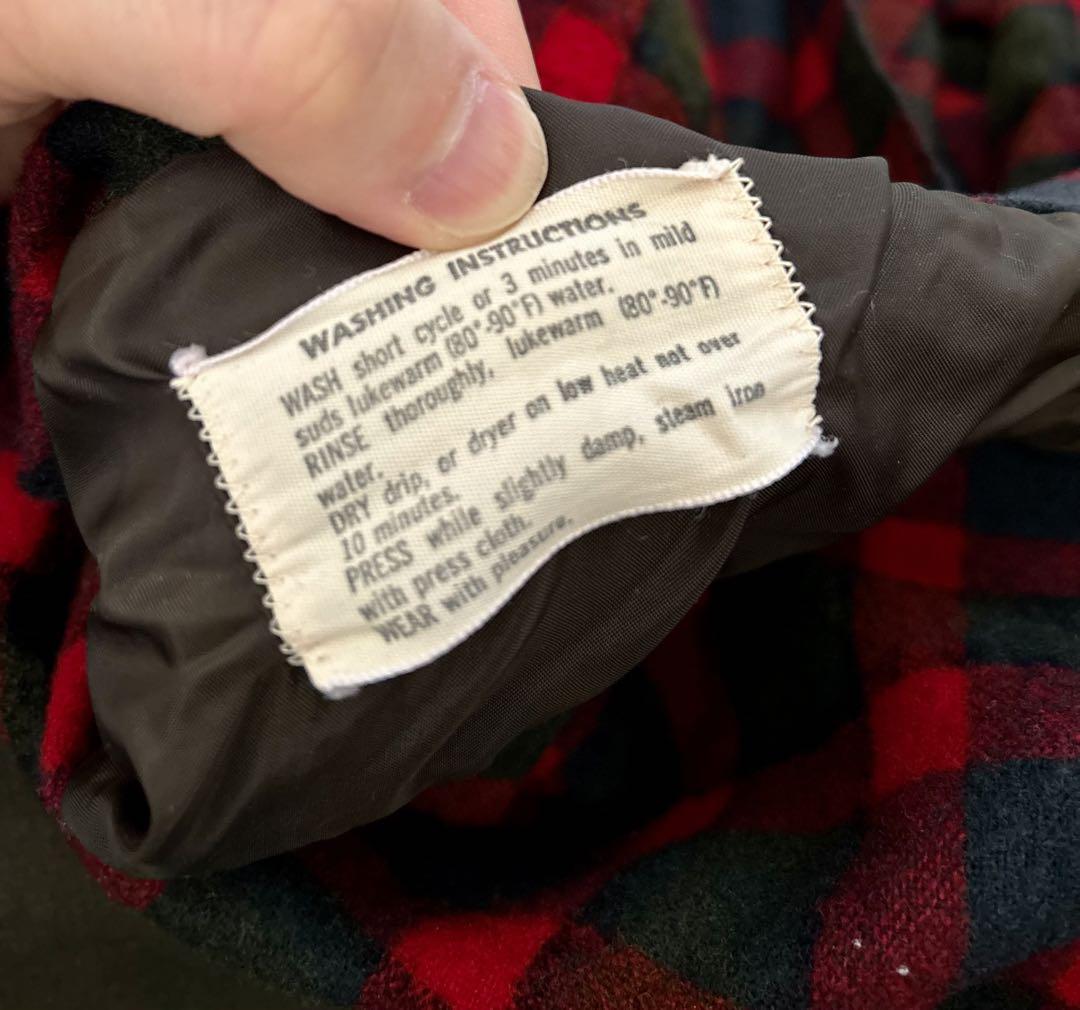 WASHING INSTRUCTIONS
WASH short cycle or 3 minutes in mild
suds lukewarm (80°-90°F) water.
RINSE thoroughly, lukewarm (80°-90°F)
water.
DRY drip, or dryer on low heat not over
10 minutes.
PRESS while slightly damp, steam iron
with press cloth.
WEAR with pleasure.